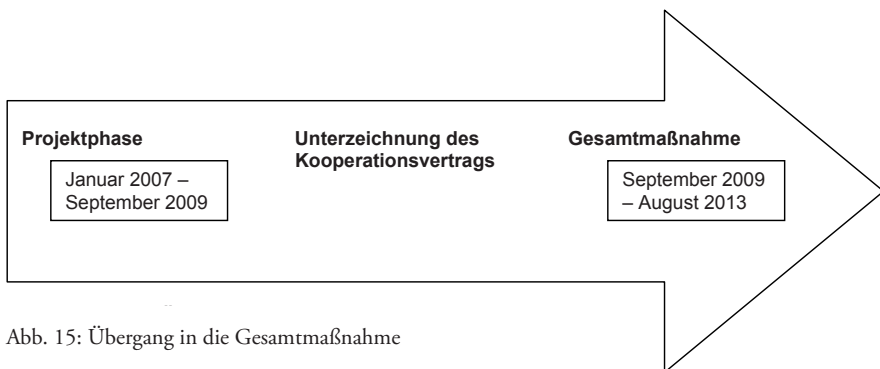 Projektphase
Unterzeichnung des
Kooperationsvertrags
Gesamtmaßnahme
Januar 2007 –
September 2009
September 2009
– August 2013
Abb. 15: Übergang in die Gesamtmaßnahme